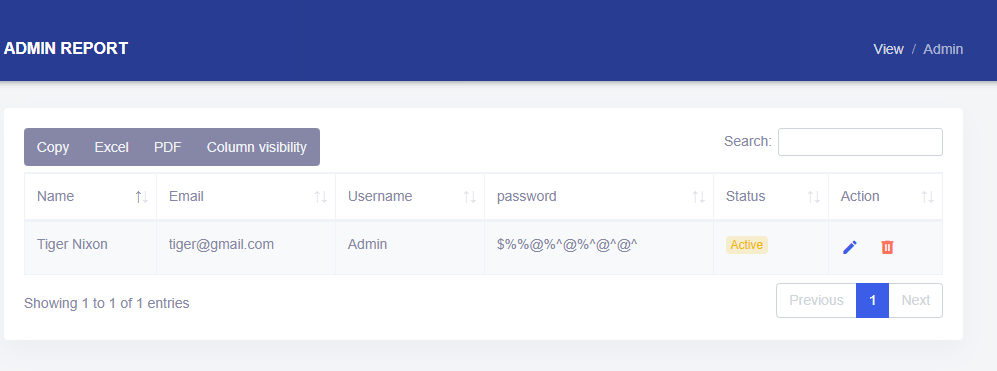 ADMIN REPORT
View / Admin
Copy Excel PDF Column visibility
Search:
Name Email Username password Status Action
Tiger Nixon tiger@gmail.com Admin $%%@%^@%^@^@^ Active
Showing 1 to 1 of 1 entries
Previous 1 Next